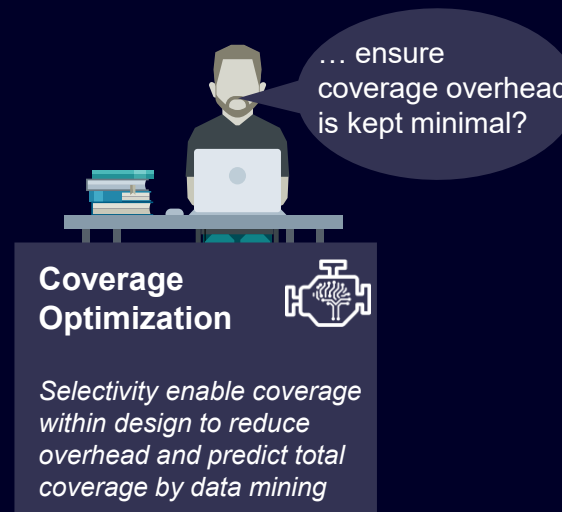 … ensure
coverage overhead
is kept minimal?
Coverage
Optimization
Selectivity enable coverage
within design to reduce
overhead and predict total
coverage by data mining